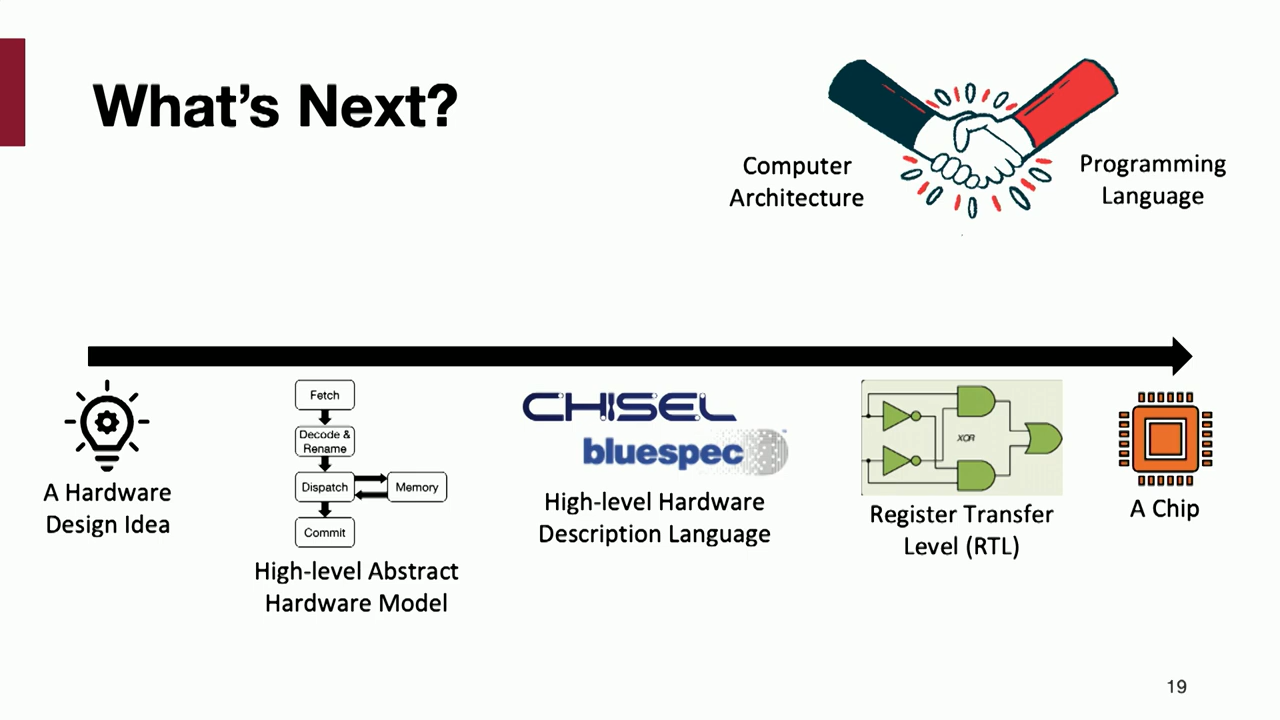 What's Next?
Computer
Architecture
Programming
Language
A Hardware
Design Idea
Fetch
Decode &
Rename
Dispatch
Memory
Commit
High-level Abstract
Hardware Model
CHISEL
bluespec
High-level Hardware
Description Language
XOR
Register Transfer
Level (RTL)
A Chip
19